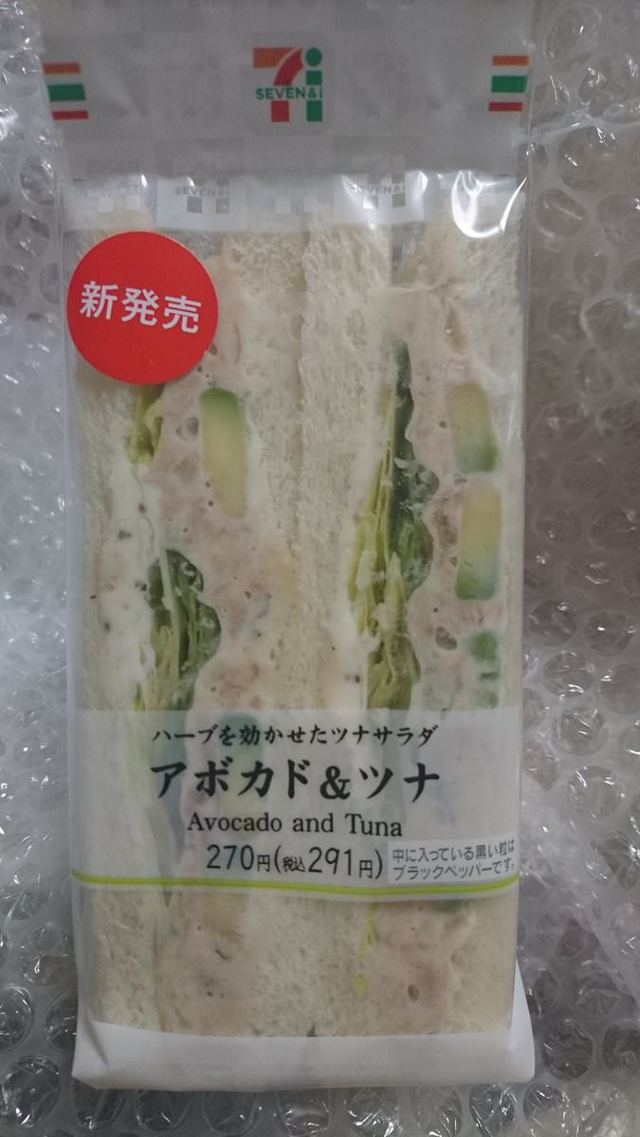 SEVEN&i
SEVEN&i
SEVEN&i
新発売
ハーブを効かせたツナサラダ
アボカド&ツナ
Avocado and Tuna
270円(税込291円)
中に入っている黒い粒は
ブラックペッパーです。